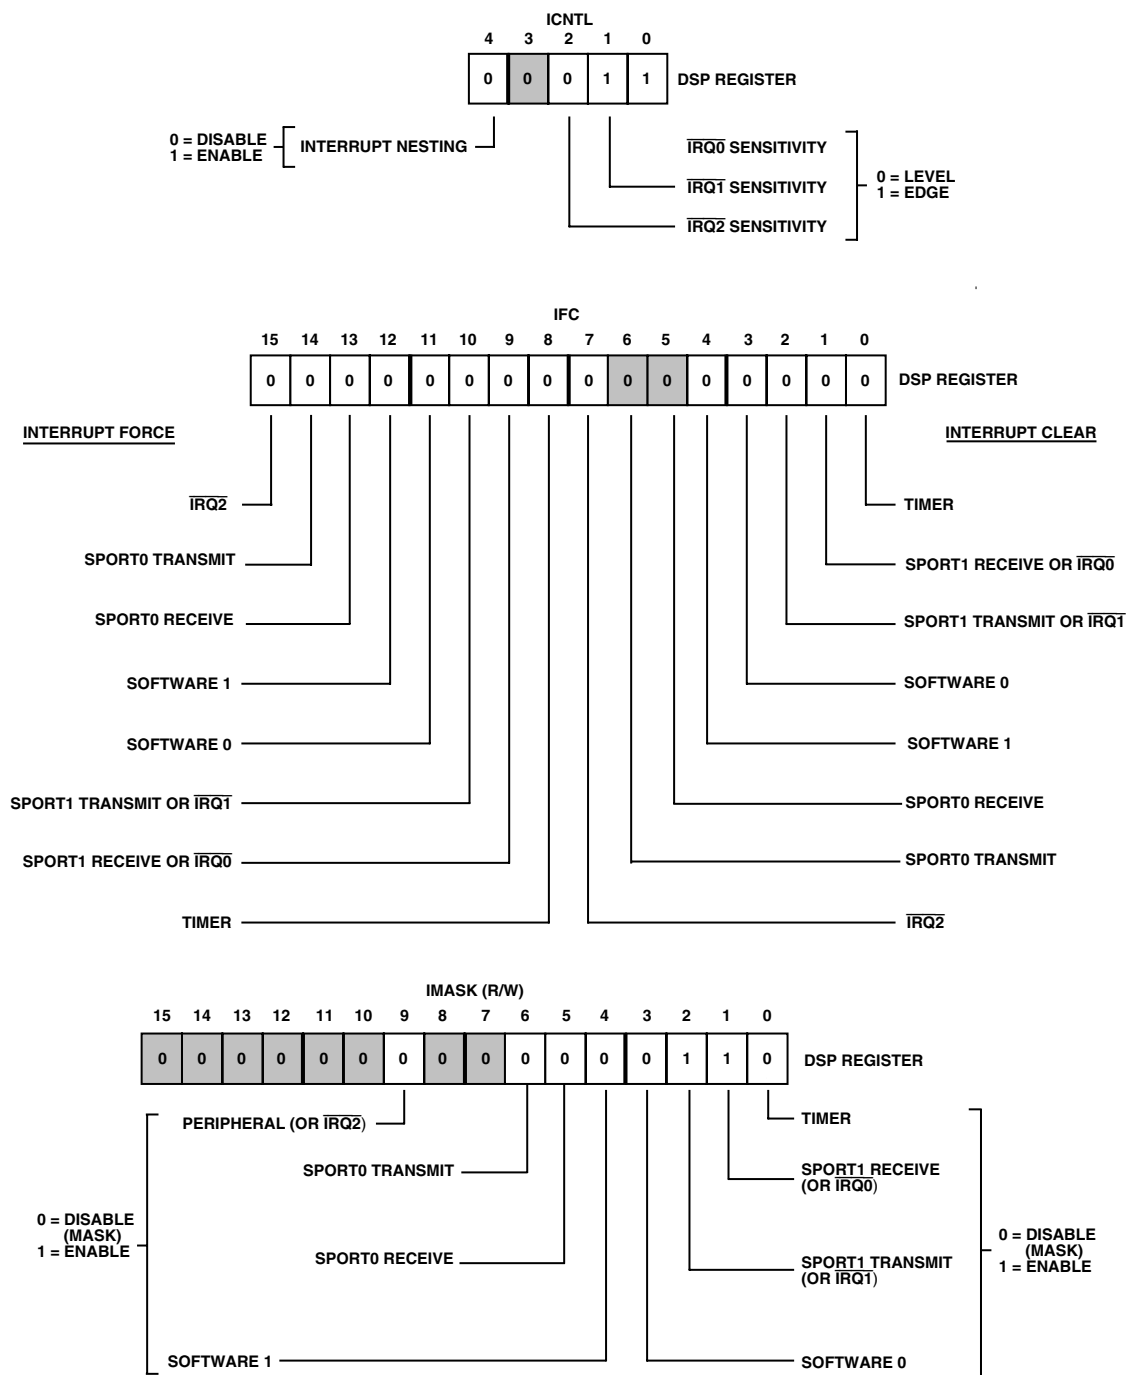 ICNTL
4 3 2 1 0
0 0 0 1 1 DSP REGISTER
0 = DISABLE
1 = ENABLE
INTERRUPT NESTING
IRQ0 SENSITIVITY
IRQ1 SENSITIVITY
IRQ2 SENSITIVITY
0 = LEVEL
1 = EDGE
IFC
15 14 13 12 11 10 9 8 7 6 5 4 3 2 1 0
0 0 0 0 0 0 0 0 0 0 0 0 0 0 0 0 DSP REGISTER
INTERRUPT FORCE
INTERRUPT CLEAR
IRQ2
TIMER
SPORT0 TRANSMIT
SPORT1 RECEIVE OR IRQ0
SPORT0 RECEIVE
SPORT1 TRANSMIT OR IRQ1
SOFTWARE 1
SOFTWARE 0
SOFTWARE 0
SOFTWARE 1
SPORT1 TRANSMIT OR IRQ1
SPORT0 RECEIVE
SPORT1 RECEIVE OR IRQ0
SPORT0 TRANSMIT
TIMER
IRQ2
IMASK (R/W)
15 14 13 12 11 10 9 8 7 6 5 4 3 2 1 0
0 0 0 0 0 0 0 0 0 0 0 0 0 1 1 0 DSP REGISTER
PERIPHERAL (OR IRQ2)
TIMER
SPORT0 TRANSMIT
SPORT1 RECEIVE
(OR IRQ0)
0 = DISABLE
(MASK)
1 = ENABLE
SPORT0 RECEIVE
SPORT1 TRANSMIT
(OR IRQ1)
0 = DISABLE
(MASK)
1 = ENABLE
SOFTWARE 1
SOFTWARE 0